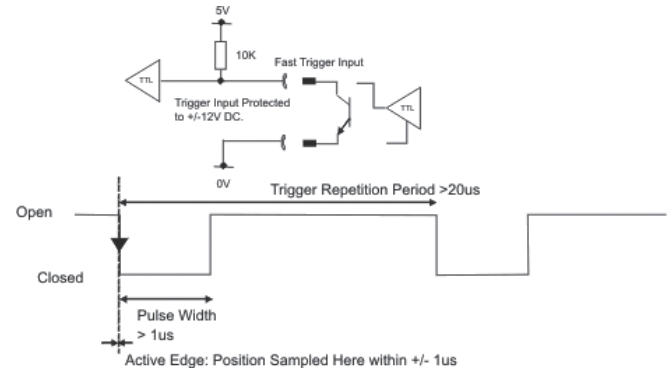 5V
10K
Fast Trigger Input
TTL
TTL
Trigger Input Protected
to +/-12V DC.
0V
Trigger Repetition Period >20us
Open
Closed
Pulse Width
> 1us
Active Edge: Position Sampled Here within +/- 1us